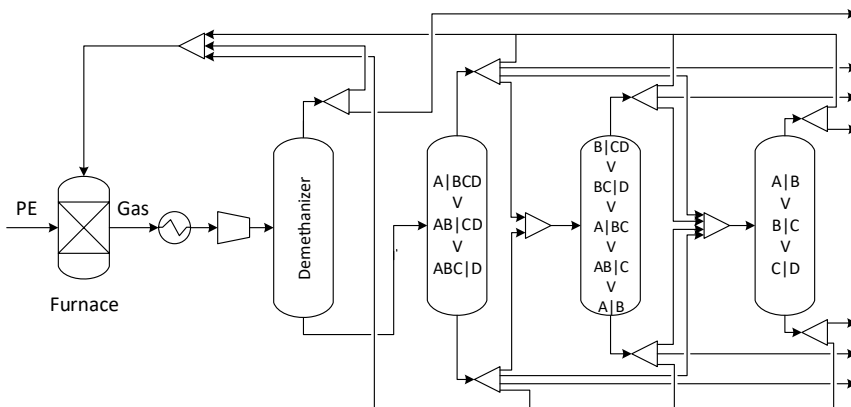 PE
Gas
Furnace
Demethanizer
A|BCD
V
AB|CD
V
ABC|D
B|CD
V
BC|D
V
A|BC
V
AB|C
V
A|B
A|B
V
B|C
V
C|D